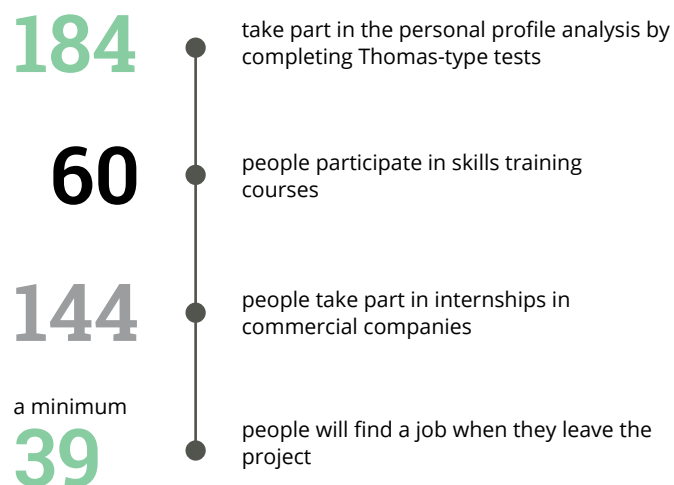 184
take part in the personal profile analysis by
completing Thomas-type tests
60
people participate in skills training
courses
144
people take part in internships in
commercial companies
a minimum
39
people will find a job when they leave the
project